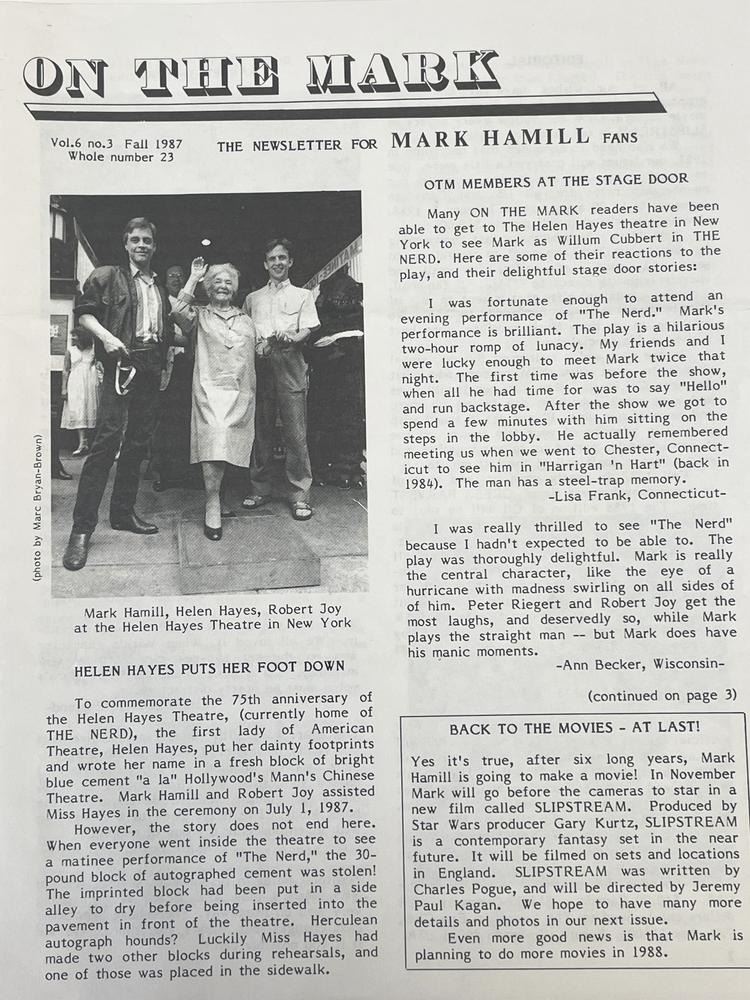 ON THE MARK
Vol.6 no.3 Fall 1987
Whole number 23
THE NEWSLETTER FOR MARK HAMILL FANS
(photo by Marc Bryan-Brown)
Mark Hamill, Helen Hayes, Robert Joy
at the Helen Hayes Theatre in New York
HELEN HAYES PUTS HER FOOT DOWN
To commemorate the 75th anniversary of
the Helen Hayes Theatre, (currently home of
THE NERD), the first lady of American
Theatre, Helen Hayes, put her dainty footprints
and wrote her name in a fresh block of bright
blue cement "a la" Hollywood's Mann's Chinese
Theatre. Mark Hamill and Robert Joy assisted
Miss Hayes in the ceremony on July 1, 1987.
However, the story does not end here.
When everyone went inside the theatre to see
a matinee performance of "The Nerd," the 30-
pound block of autographed cement was stolen!
The imprinted block had been put in a side
alley to dry before being inserted into the
pavement in front of the theatre. Herculean
autograph hounds? Luckily Miss Hayes had
made two other blocks during rehearsals, and
one of those was placed in the sidewalk.
OTM MEMBERS AT THE STAGE DOOR
Many ON THE MARK readers have been
able to get to The Helen Hayes theatre in New
York to see Mark as Willum Cubbert in THE
NERD. Here are some of their reactions to the
play, and their delightful stage door stories:
I was fortunate enough to attend an
evening performance of "The Nerd." Mark's
performance is brilliant. The play is a hilarious
two-hour romp of lunacy. My friends and I
were lucky enough to meet Mark twice that
night. The first time was before the show,
when all he had time for was to say "Hello"
and run backstage. After the show we got to
spend a few minutes with him sitting on the
steps in the lobby. He actually remembered
meeting us when we went to Chester, Connect-
icut to see him in "Harrigan 'n Hart" (back in
1984). The man has a steel-trap memory.
-Lisa Frank, Connecticut-
I was really thrilled to see "The Nerd"
because I hadn't expected to be able to. The
play was thoroughly delightful. Mark is really
the central character, like the eye of a
hurricane with madness swirling on all sides of
of him. Peter Riegert and Robert Joy get the
most laughs, and deservedly so, while Mark
plays the straight man -- but Mark does have
his manic moments.
-Ann Becker, Wisconsin-
(continued on page 3)
BACK TO THE MOVIES - AT LAST!
Yes it's true, after six long years, Mark
Hamill is going to make a movie! In November
Mark will go before the cameras to star in a
new film called SLIPSTREAM. Produced by
Star Wars producer Gary Kurtz, SLIPSTREAM
is a contemporary fantasy set in the near
future. It will be filmed on sets and locations
in England. SLIPSTREAM was written by
Charles Pogue, and will be directed by Jeremy
Paul Kagan. We hope to have many more
details and photos in our next issue.
Even more good news is that Mark is
planning to do more movies in 1988.